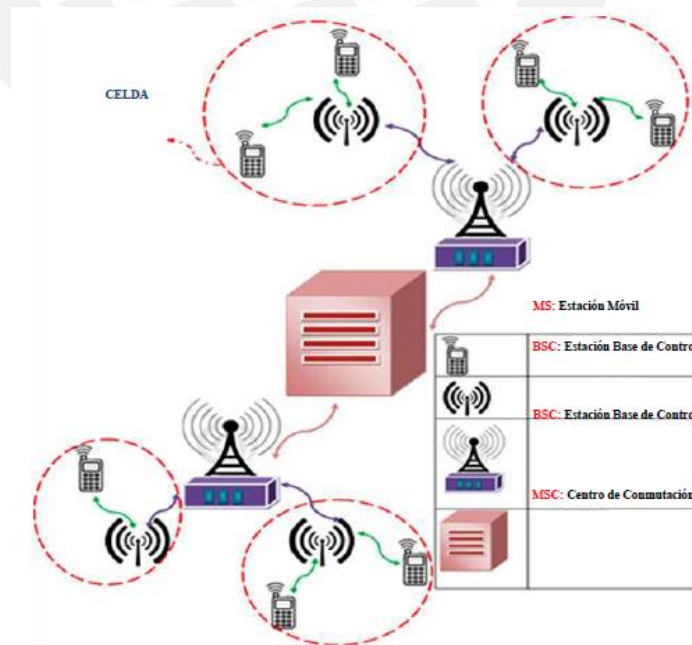 CELDA
MS: Estación Móvil
BSC: Estación Base de Contro
BSC: Estación Base de Contro
MSC: Centro de Conmutación